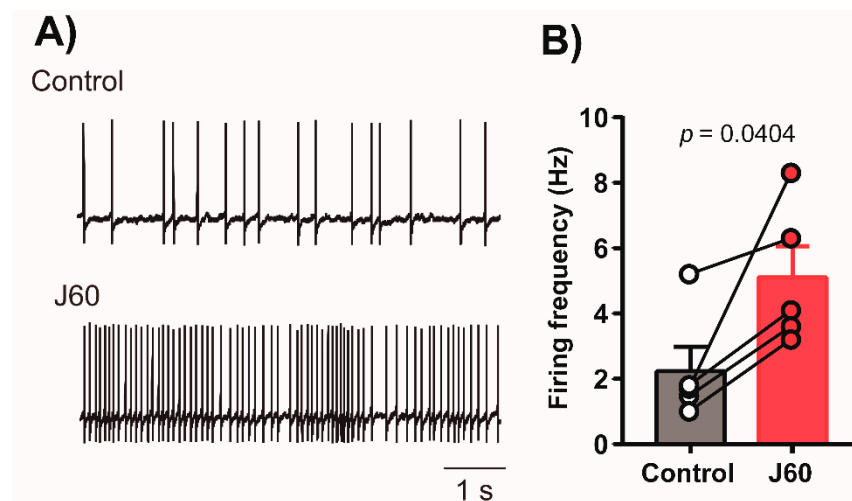 A)
Control
J60
1 s
B)
Firing frequency (Hz)
10
8
6
4
2
0
p = 0.0404
Control J60